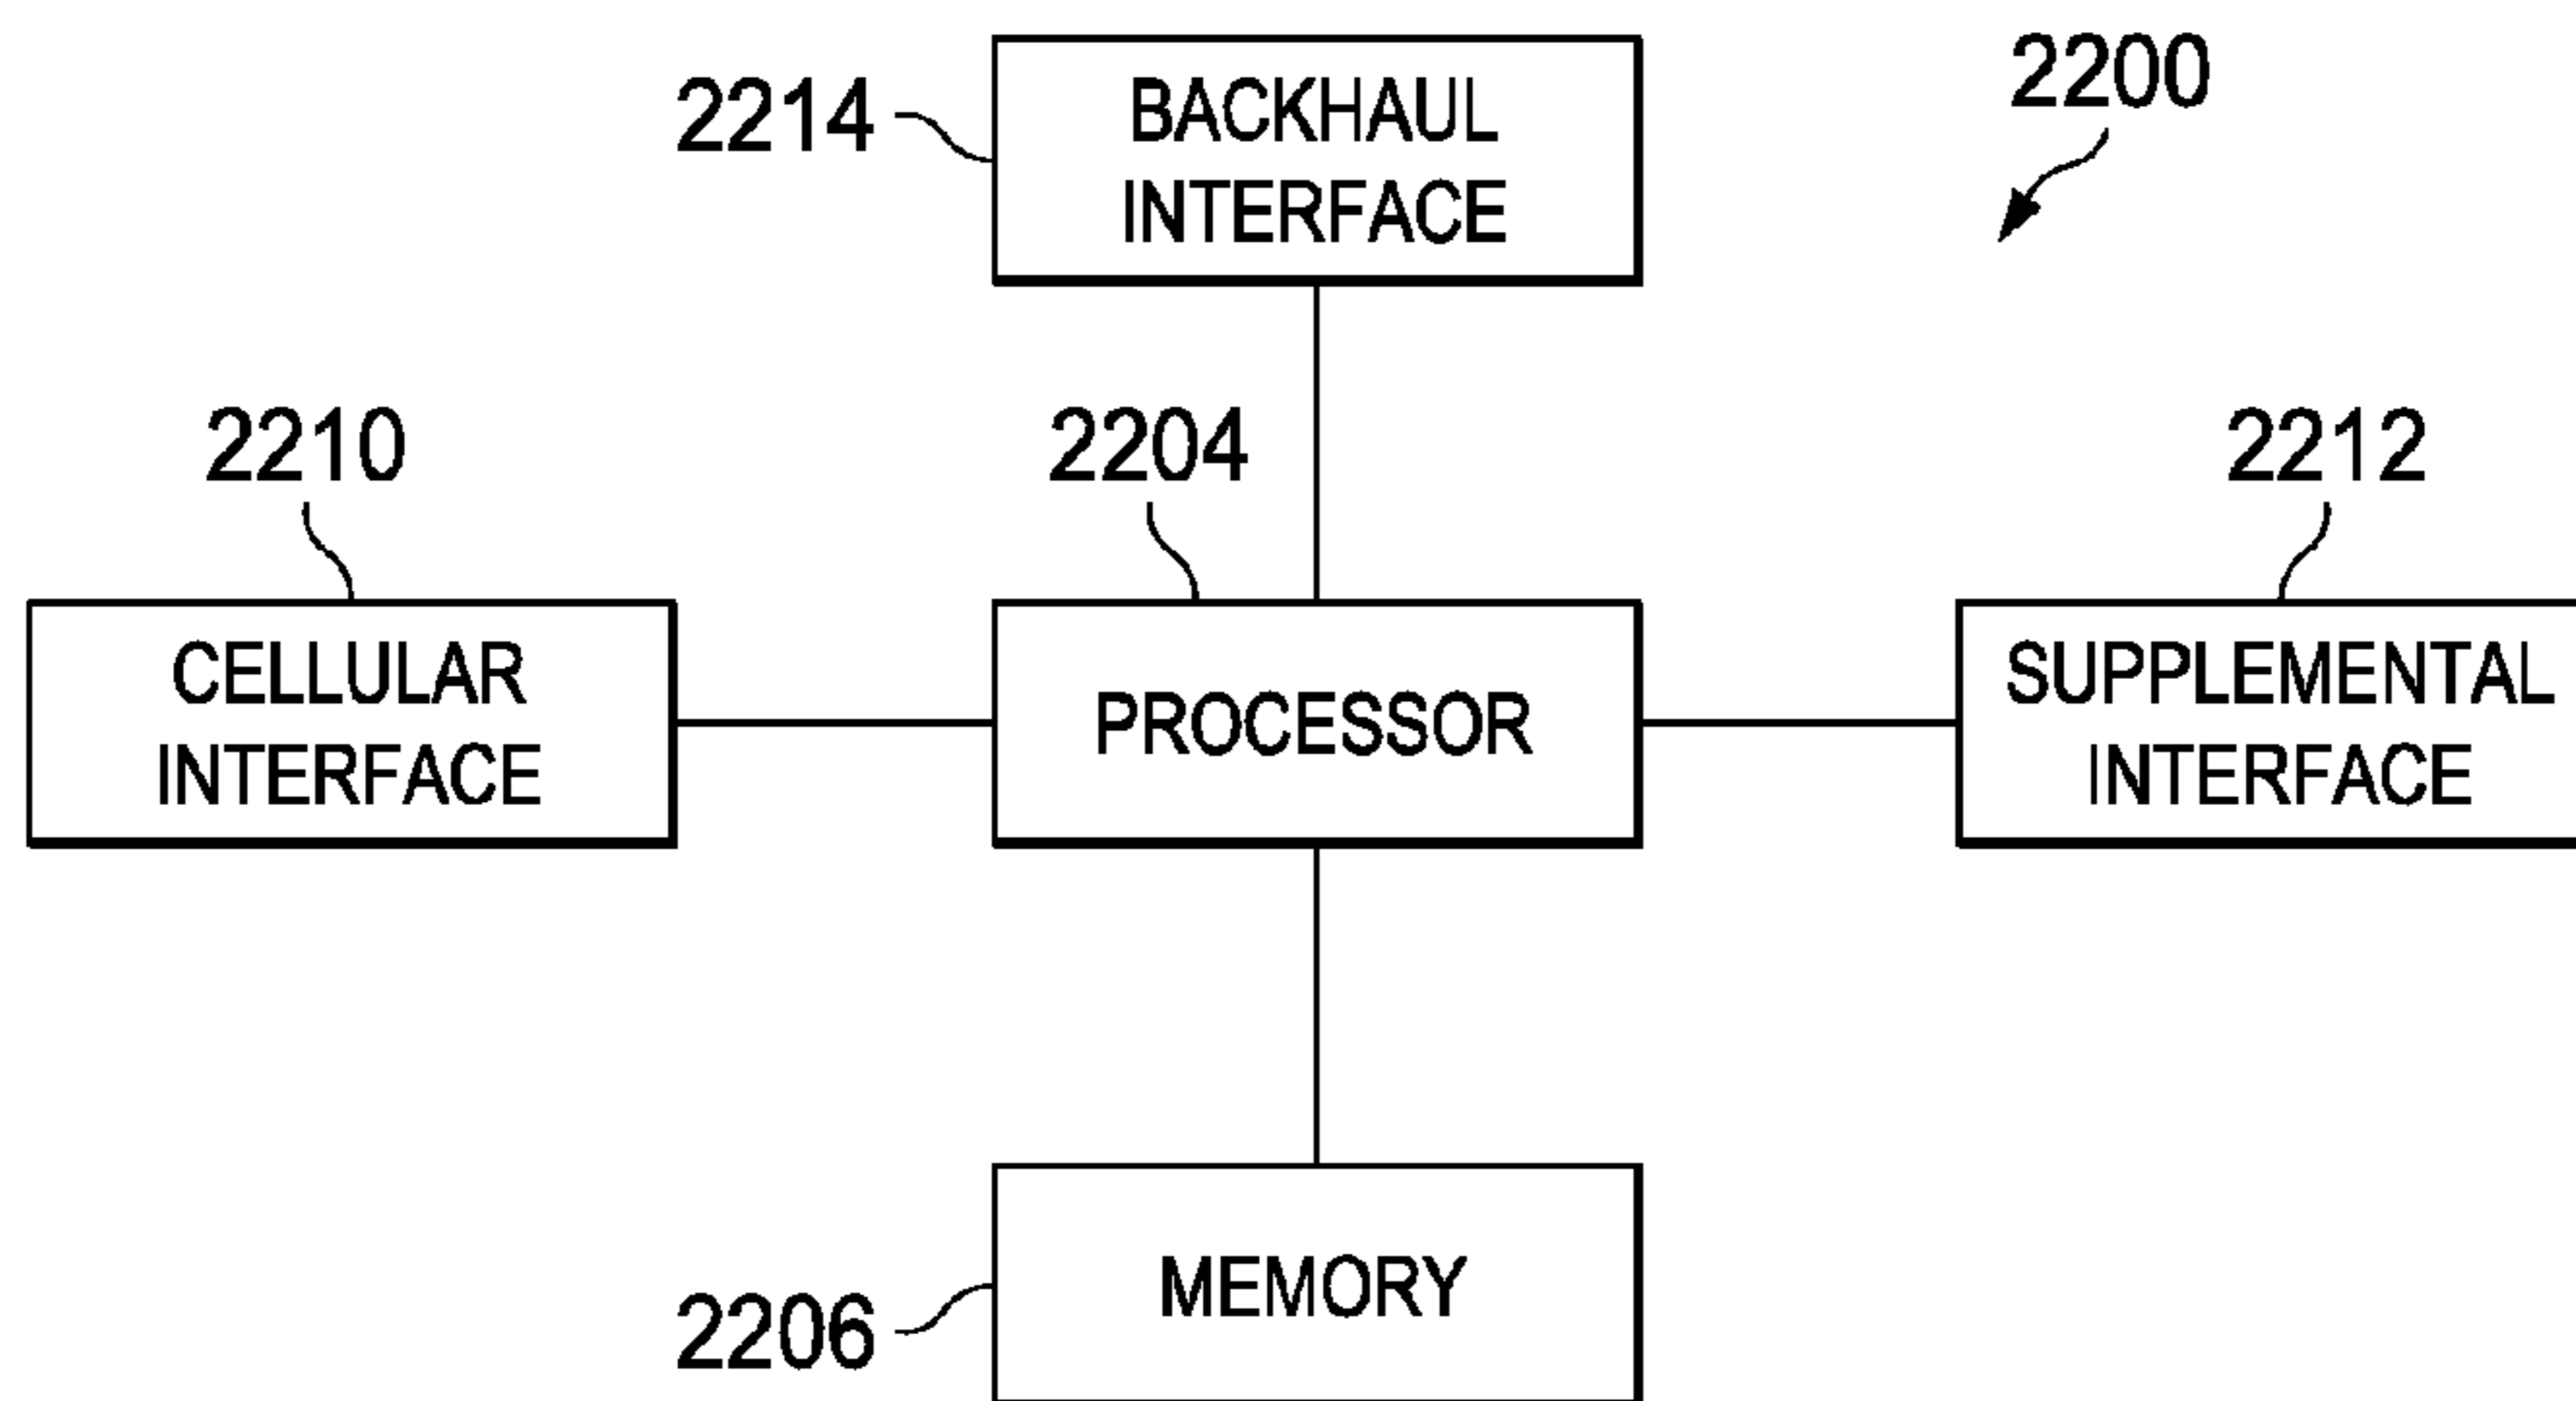 2214
BACKHAUL
INTERFACE
2200
2210
2204
2212
CELLULAR
INTERFACE
PROCESSOR
SUPPLEMENTAL
INTERFACE
2206
MEMORY